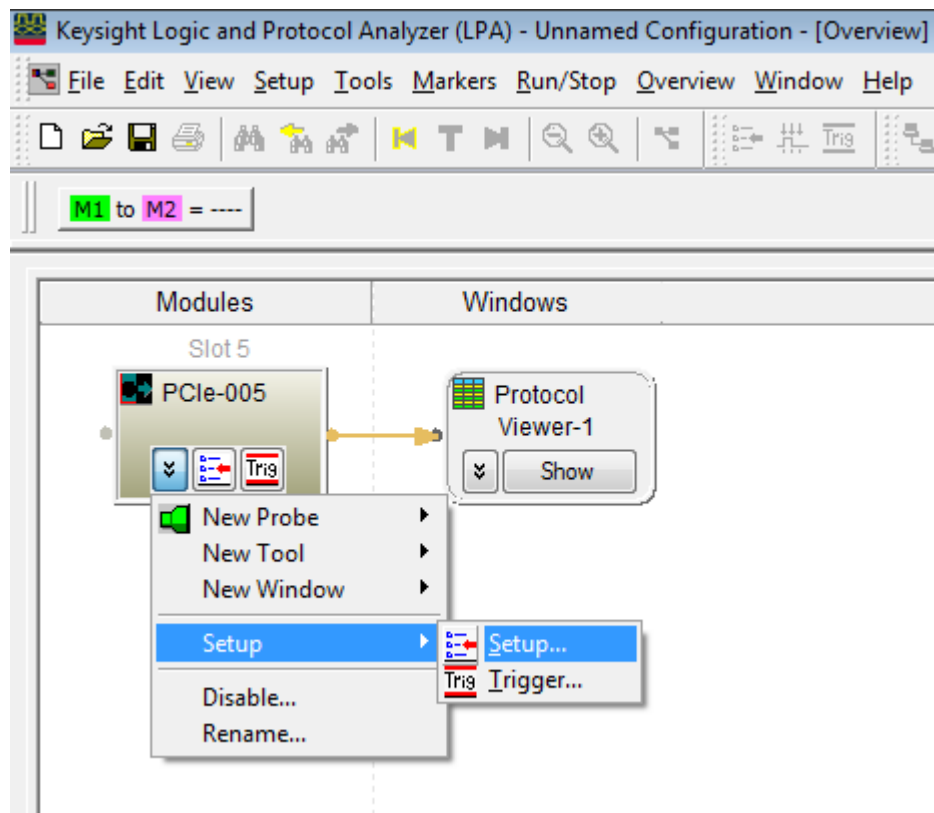 Keysight Logic and Protocol Analyzer (LPA) - Unnamed Configuration - [Overview]
File Edit View Setup Tools Markers Run/Stop Overview Window Help
T Trig
M1 to M2 = ----
Modules Windows
Slot 5
PCIe-005
Trig
Protocol
Viewer-1
Show
New Probe
New Tool
New Window
Setup
Setup...
Trig Trigger...
Disable...
Rename...